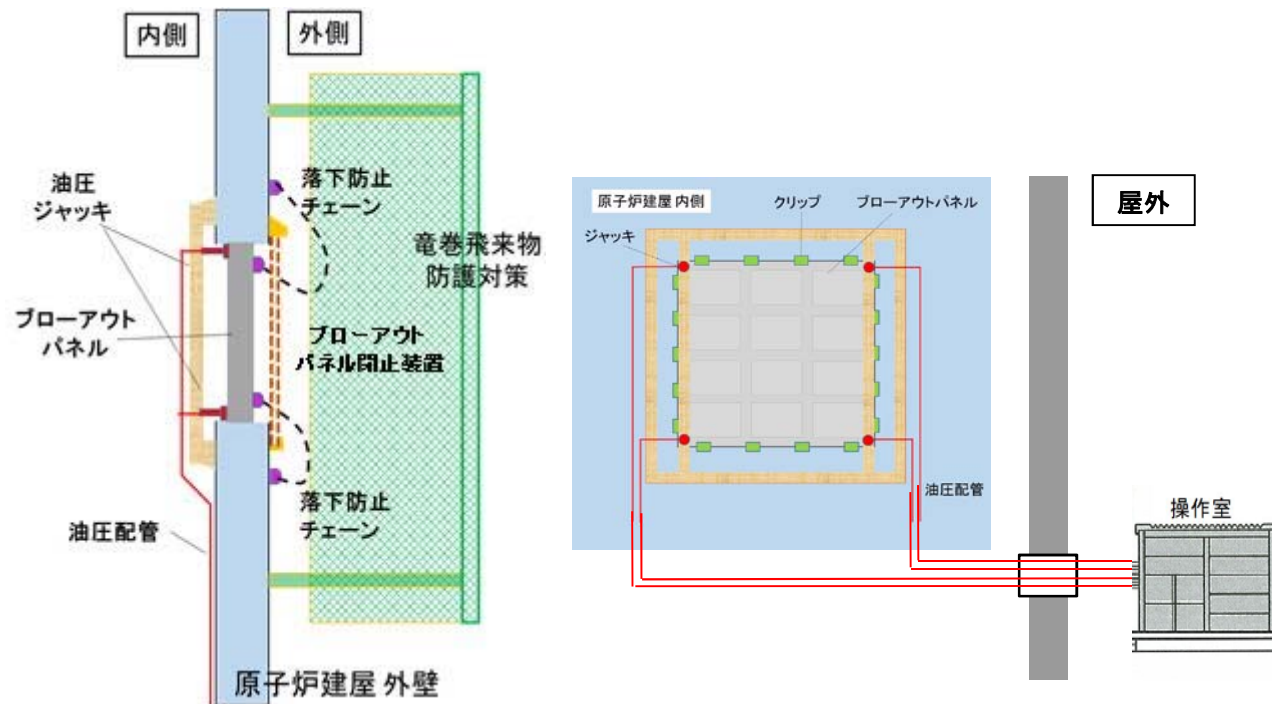 内側
外側
油圧
ジャッキ
落下防止
チェーン
竜巻飛来物
防護対策
ブローアウト
パネル
ブローアウト
パネル閉止装置
落下防止
チェーン
油圧配管
原子炉建屋 外壁
原子炉建屋 内側
クリップ
ブローアウトパネル
ジャッキ
油圧配管
屋外
操作室